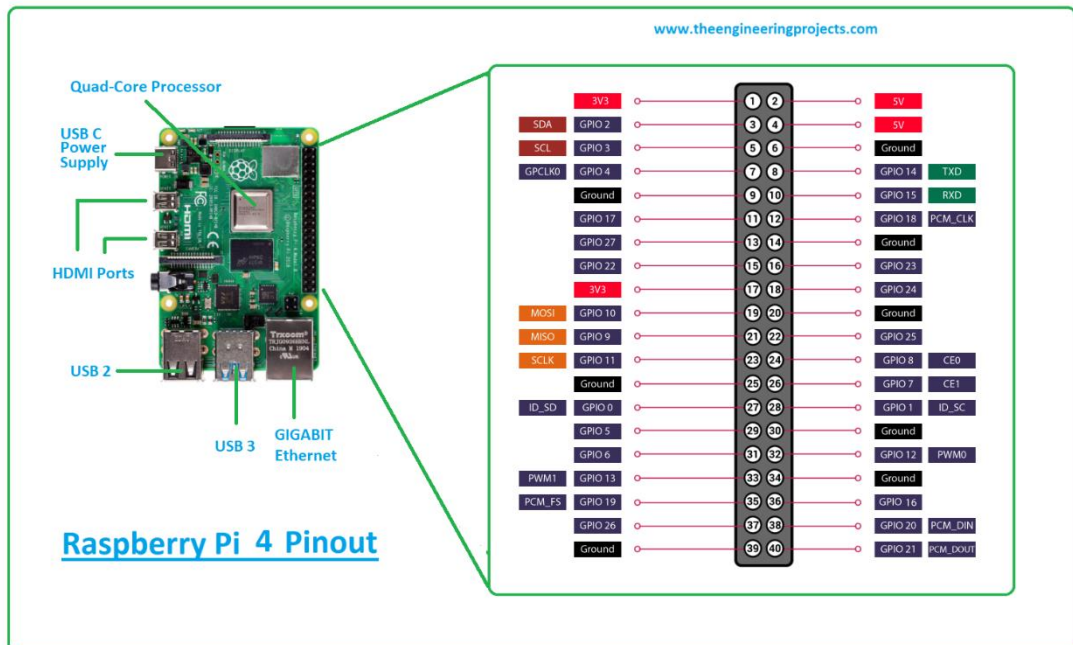 www.theengineeringprojects.com
Quad-Core Processor
USB C
Power
Supply
HDMI Ports
USB 2
USB 3
GIGABIT
Ethernet
HDMI
Trxcom
China
Raspberry Pi 4 Pinout
3V3 1 2 5V
SDA GPIO 2 3 4 5V
SCL GPIO 3 5 6 Ground
GPCLK0 GPIO 4 7 8 GPIO 14 TXD
Ground 9 10 GPIO 15 RXD
GPIO 17 11 12 GPIO 18 PCM_CLK
GPIO 27 13 14 Ground
GPIO 22 15 16 GPIO 23
3V3 17 18 GPIO 24
MOSI GPIO 10 19 20 Ground
MISO GPIO 9 21 22 GPIO 25
SCLK GPIO 11 23 24 GPIO 8 CE0
Ground 25 26 GPIO 7 CE1
ID_SD GPIO 0 27 28 GPIO 1 ID_SC
GPIO 5 29 30 Ground
GPIO 6 31 32 GPIO 12 PWM0
PWM1 GPIO 13 33 34 Ground
PCM_FS GPIO 19 35 36 GPIO 16
GPIO 26 37 38 GPIO 20 PCM_DIN
Ground 39 40 GPIO 21 PCM_DOUT